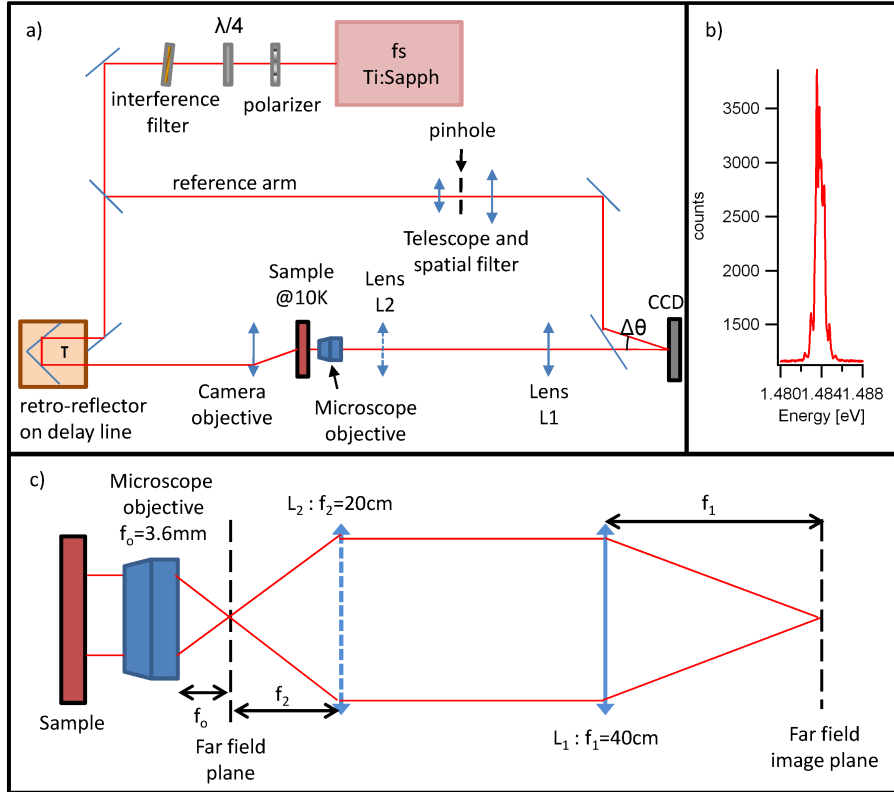 a)
λ/4
fs
Ti:Sapph
interference
filter
polarizer
pinhole
reference arm
Telescope and
spatial filter
Sample
@10K
Lens
L2
CCD
Δθ
T
retro-reflector
on delay line
Camera
objective
Microscope
objective
Lens
L1
b)
3500
3000
2500
2000
1500
counts
1.480
1.484
1.488
Energy [eV]
c)
Microscope
objective
fo=3.6mm
L2 : f2=20cm
f1
Sample
fo
f2
Far field
plane
L1 : f1=40cm
Far field
image plane